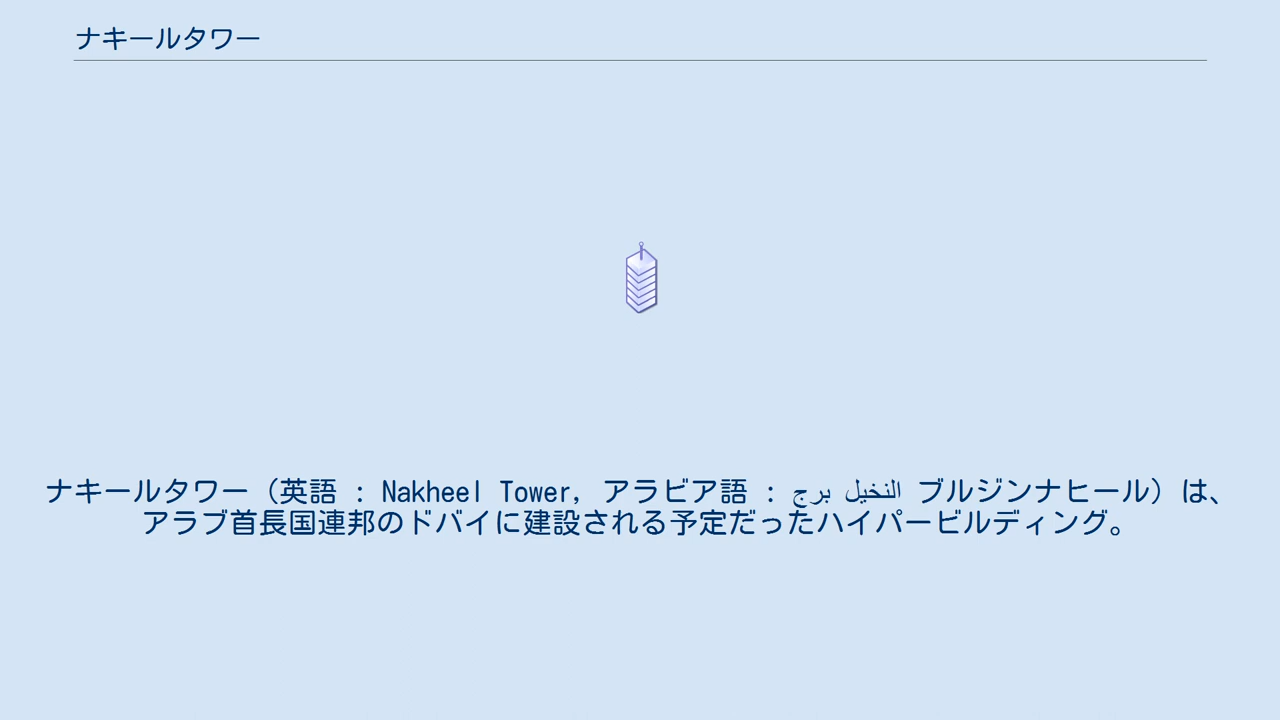 ナキールタワー
ナキールタワー（英語 : Nakheel Tower, アラビア語 : النخيل برج ブルジンナヒール）は、
アラブ首長国連邦のドバイに建設される予定だったハイパービルディング。